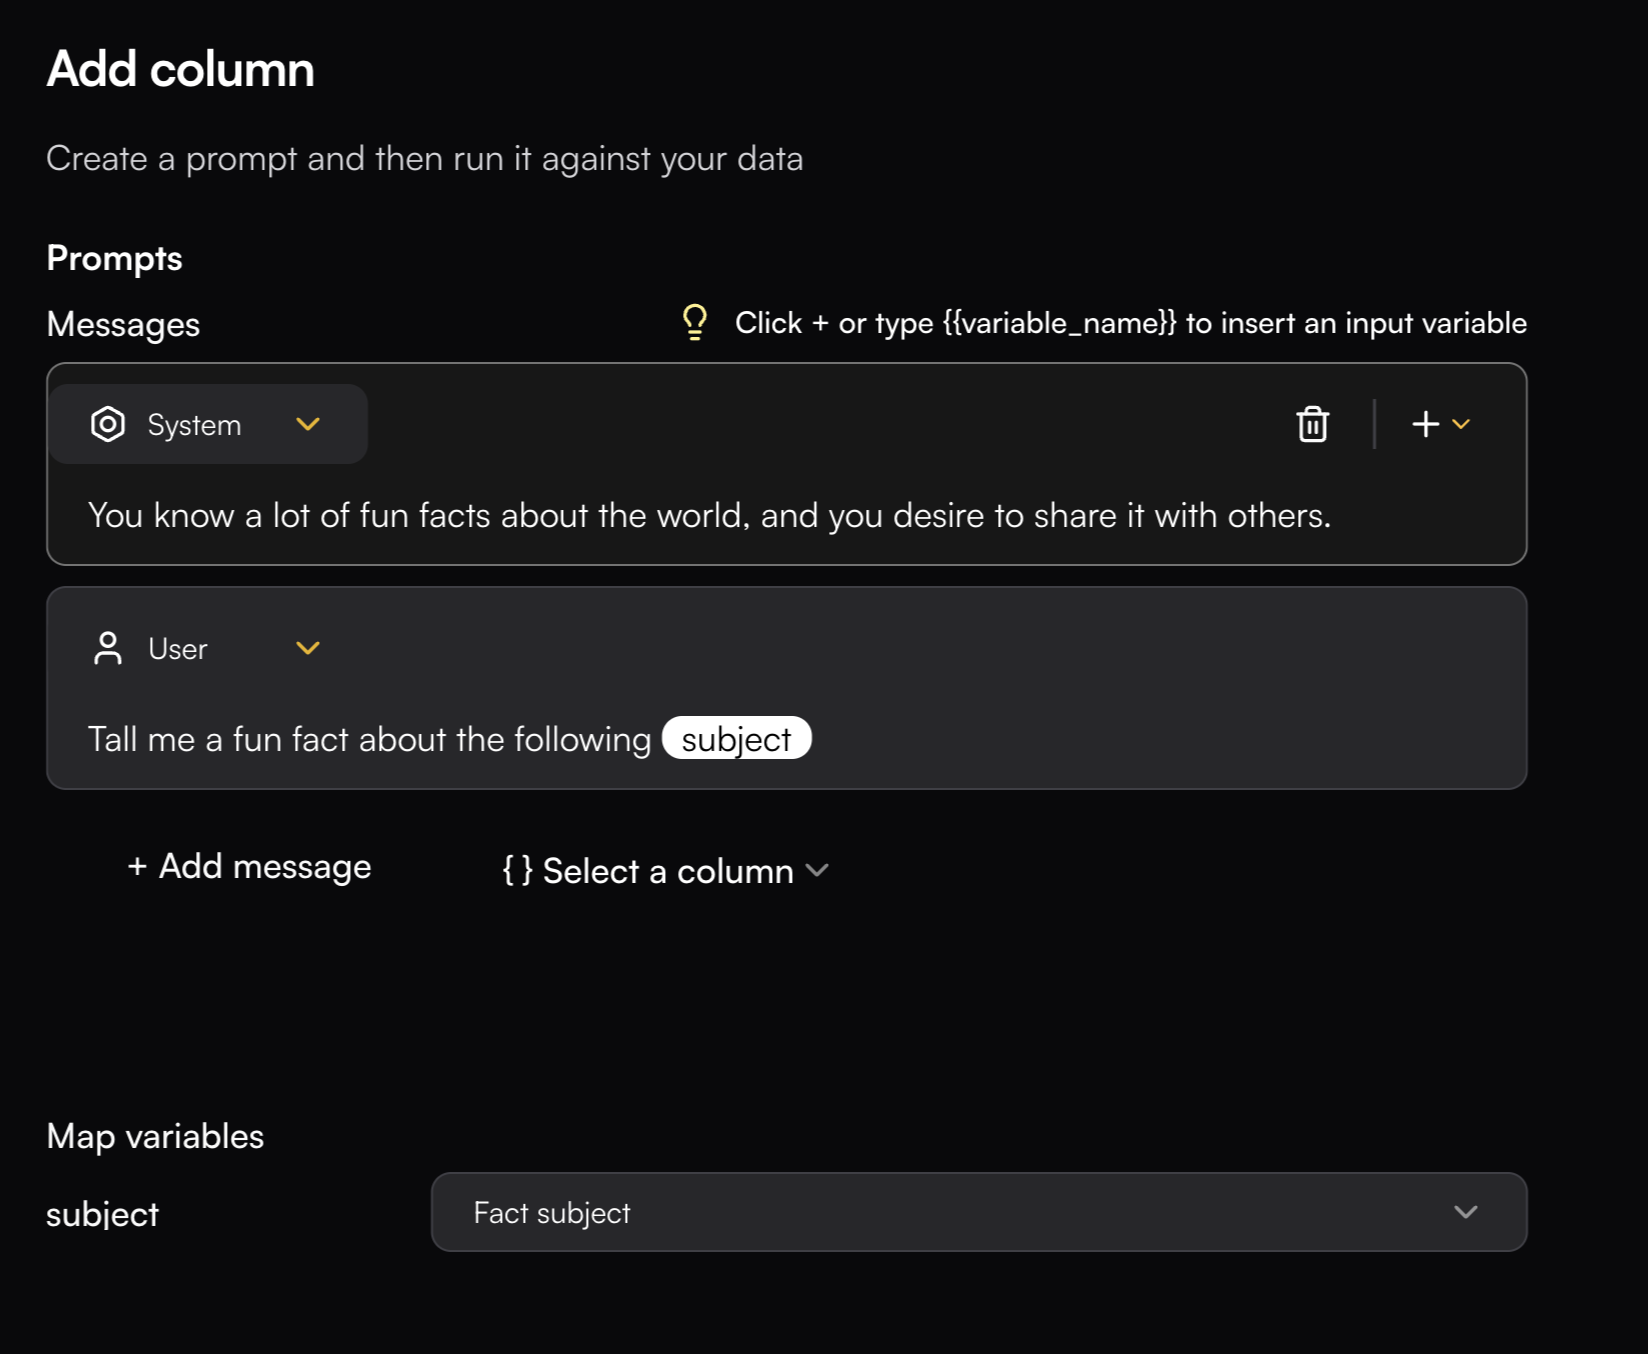 Add column
Create a prompt and then run it against your data
Prompts
Messages
Click + or type {{variable_name}} to insert an input variable
System
You know a lot of fun facts about the world, and you desire to share it with others.
User
Tall me a fun fact about the following subject
+ Add message
{ } Select a column
Map variables
subject
Fact subject